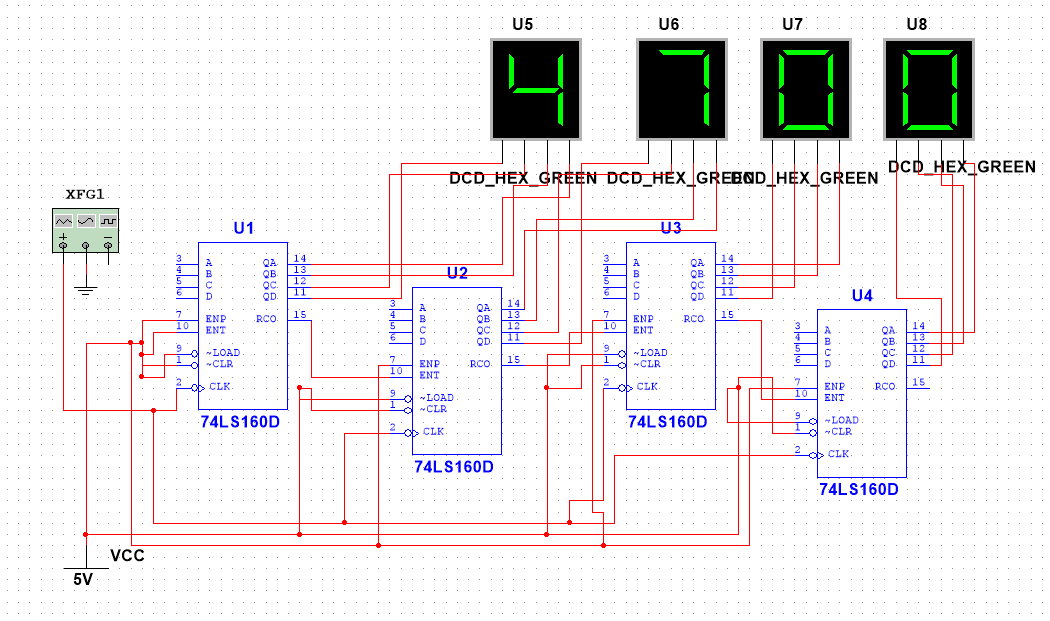 U5 U6 U7 U8
4 7 0 0
DCD_HEX_GREEN DCD_HEX_GREEN DCD_HEX_GREEN DCD_HEX_GREEN
XFG1
+ −
U1
3 A QA 14
4 B QB 13
5 C QC 12
6 D QD 11
7 ENP RCO 15
10 ENT
9 ~LOAD
1 ~CLR
2 CLK
74LS160D
U2
3 A QA 14
4 B QB 13
5 C QC 12
6 D QD 11
7 ENP RCO 15
10 ENT
9 ~LOAD
1 ~CLR
2 CLK
74LS160D
U3
3 A QA 14
4 B QB 13
5 C QC 12
6 D QD 11
7 ENP RCO 15
10 ENT
9 ~LOAD
1 ~CLR
2 CLK
74LS160D
U4
3 A QA 14
4 B QB 13
5 C QC 12
6 D QD 11
7 ENP RCO 15
10 ENT
9 ~LOAD
1 ~CLR
2 CLK
74LS160D
VCC
5V